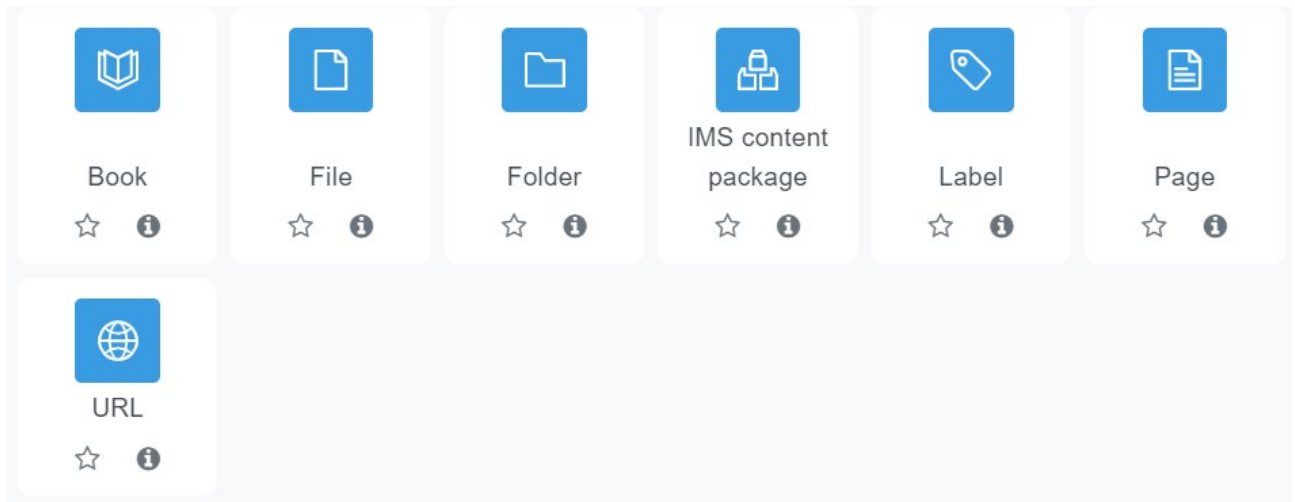 Book
File
Folder
IMS content
package
Label
Page
URL